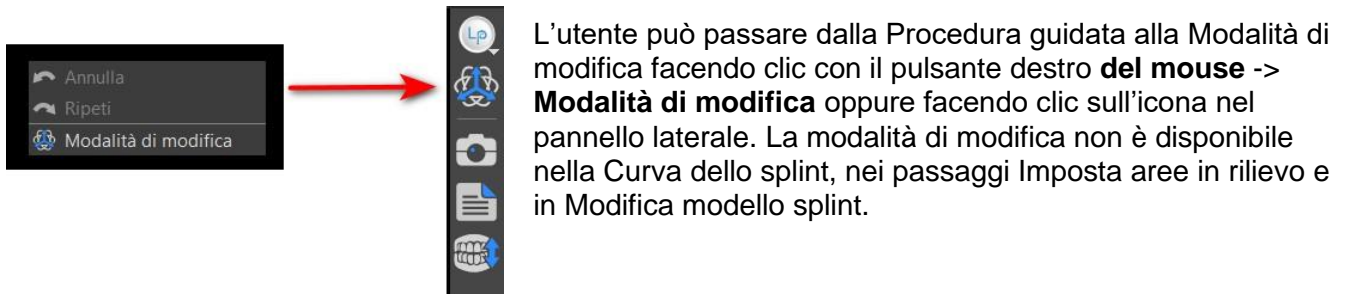 Annulla
Ripeti
Modalità di modifica
Lp
L’utente può passare dalla Procedura guidata alla Modalità di
modifica facendo clic con il pulsante destro del mouse ->
Modalità di modifica oppure facendo clic sull’icona nel
pannello laterale. La modalità di modifica non è disponibile
nella Curva dello splint, nei passaggi Imposta aree in rilievo e
in Modifica modello splint.